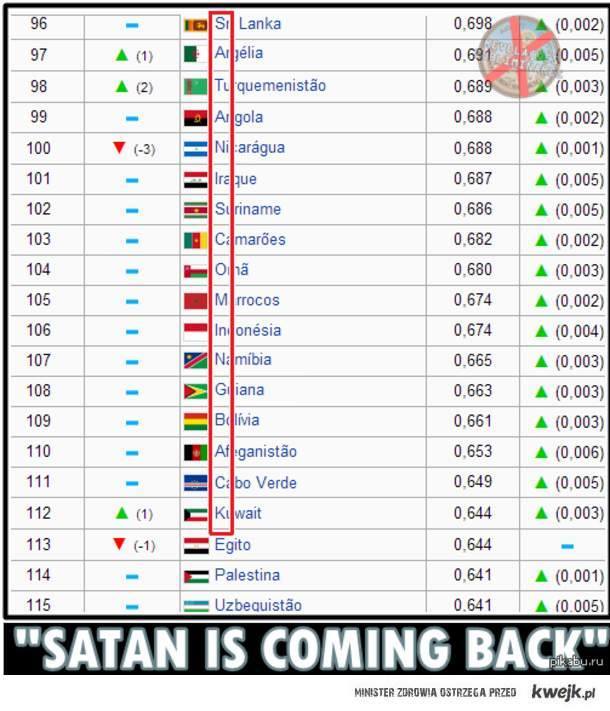 96 Sri Lanka 0,698 (0,002)
97 (1) Argélia 0,691 (0,005)
98 (2) Turquemenistão 0,689 (0,003)
99 Angola 0,688 (0,002)
100 (-3) Nicarágua 0,688 (0,001)
101 Iraque 0,687 (0,005)
102 Suriname 0,686 (0,005)
103 Camarões 0,682 (0,002)
104 Omã 0,680 (0,003)
105 Marrocos 0,674 (0,002)
106 Indonésia 0,674 (0,004)
107 Namíbia 0,665 (0,003)
108 Guiana 0,663 (0,003)
109 Bolívia 0,661 (0,003)
110 Afeganistão 0,653 (0,006)
111 Cabo Verde 0,649 (0,005)
112 (1) Kuwait 0,644 (0,003)
113 (-1) Egito 0,644
114 Palestina 0,641 (0,001)
115 Uzbequistão 0,641 (0,005)
"SATAN IS COMING BACK"
pikabu.ru
MINISTER ZDROWIA OSTRZEGA PRZED kwejk.pl